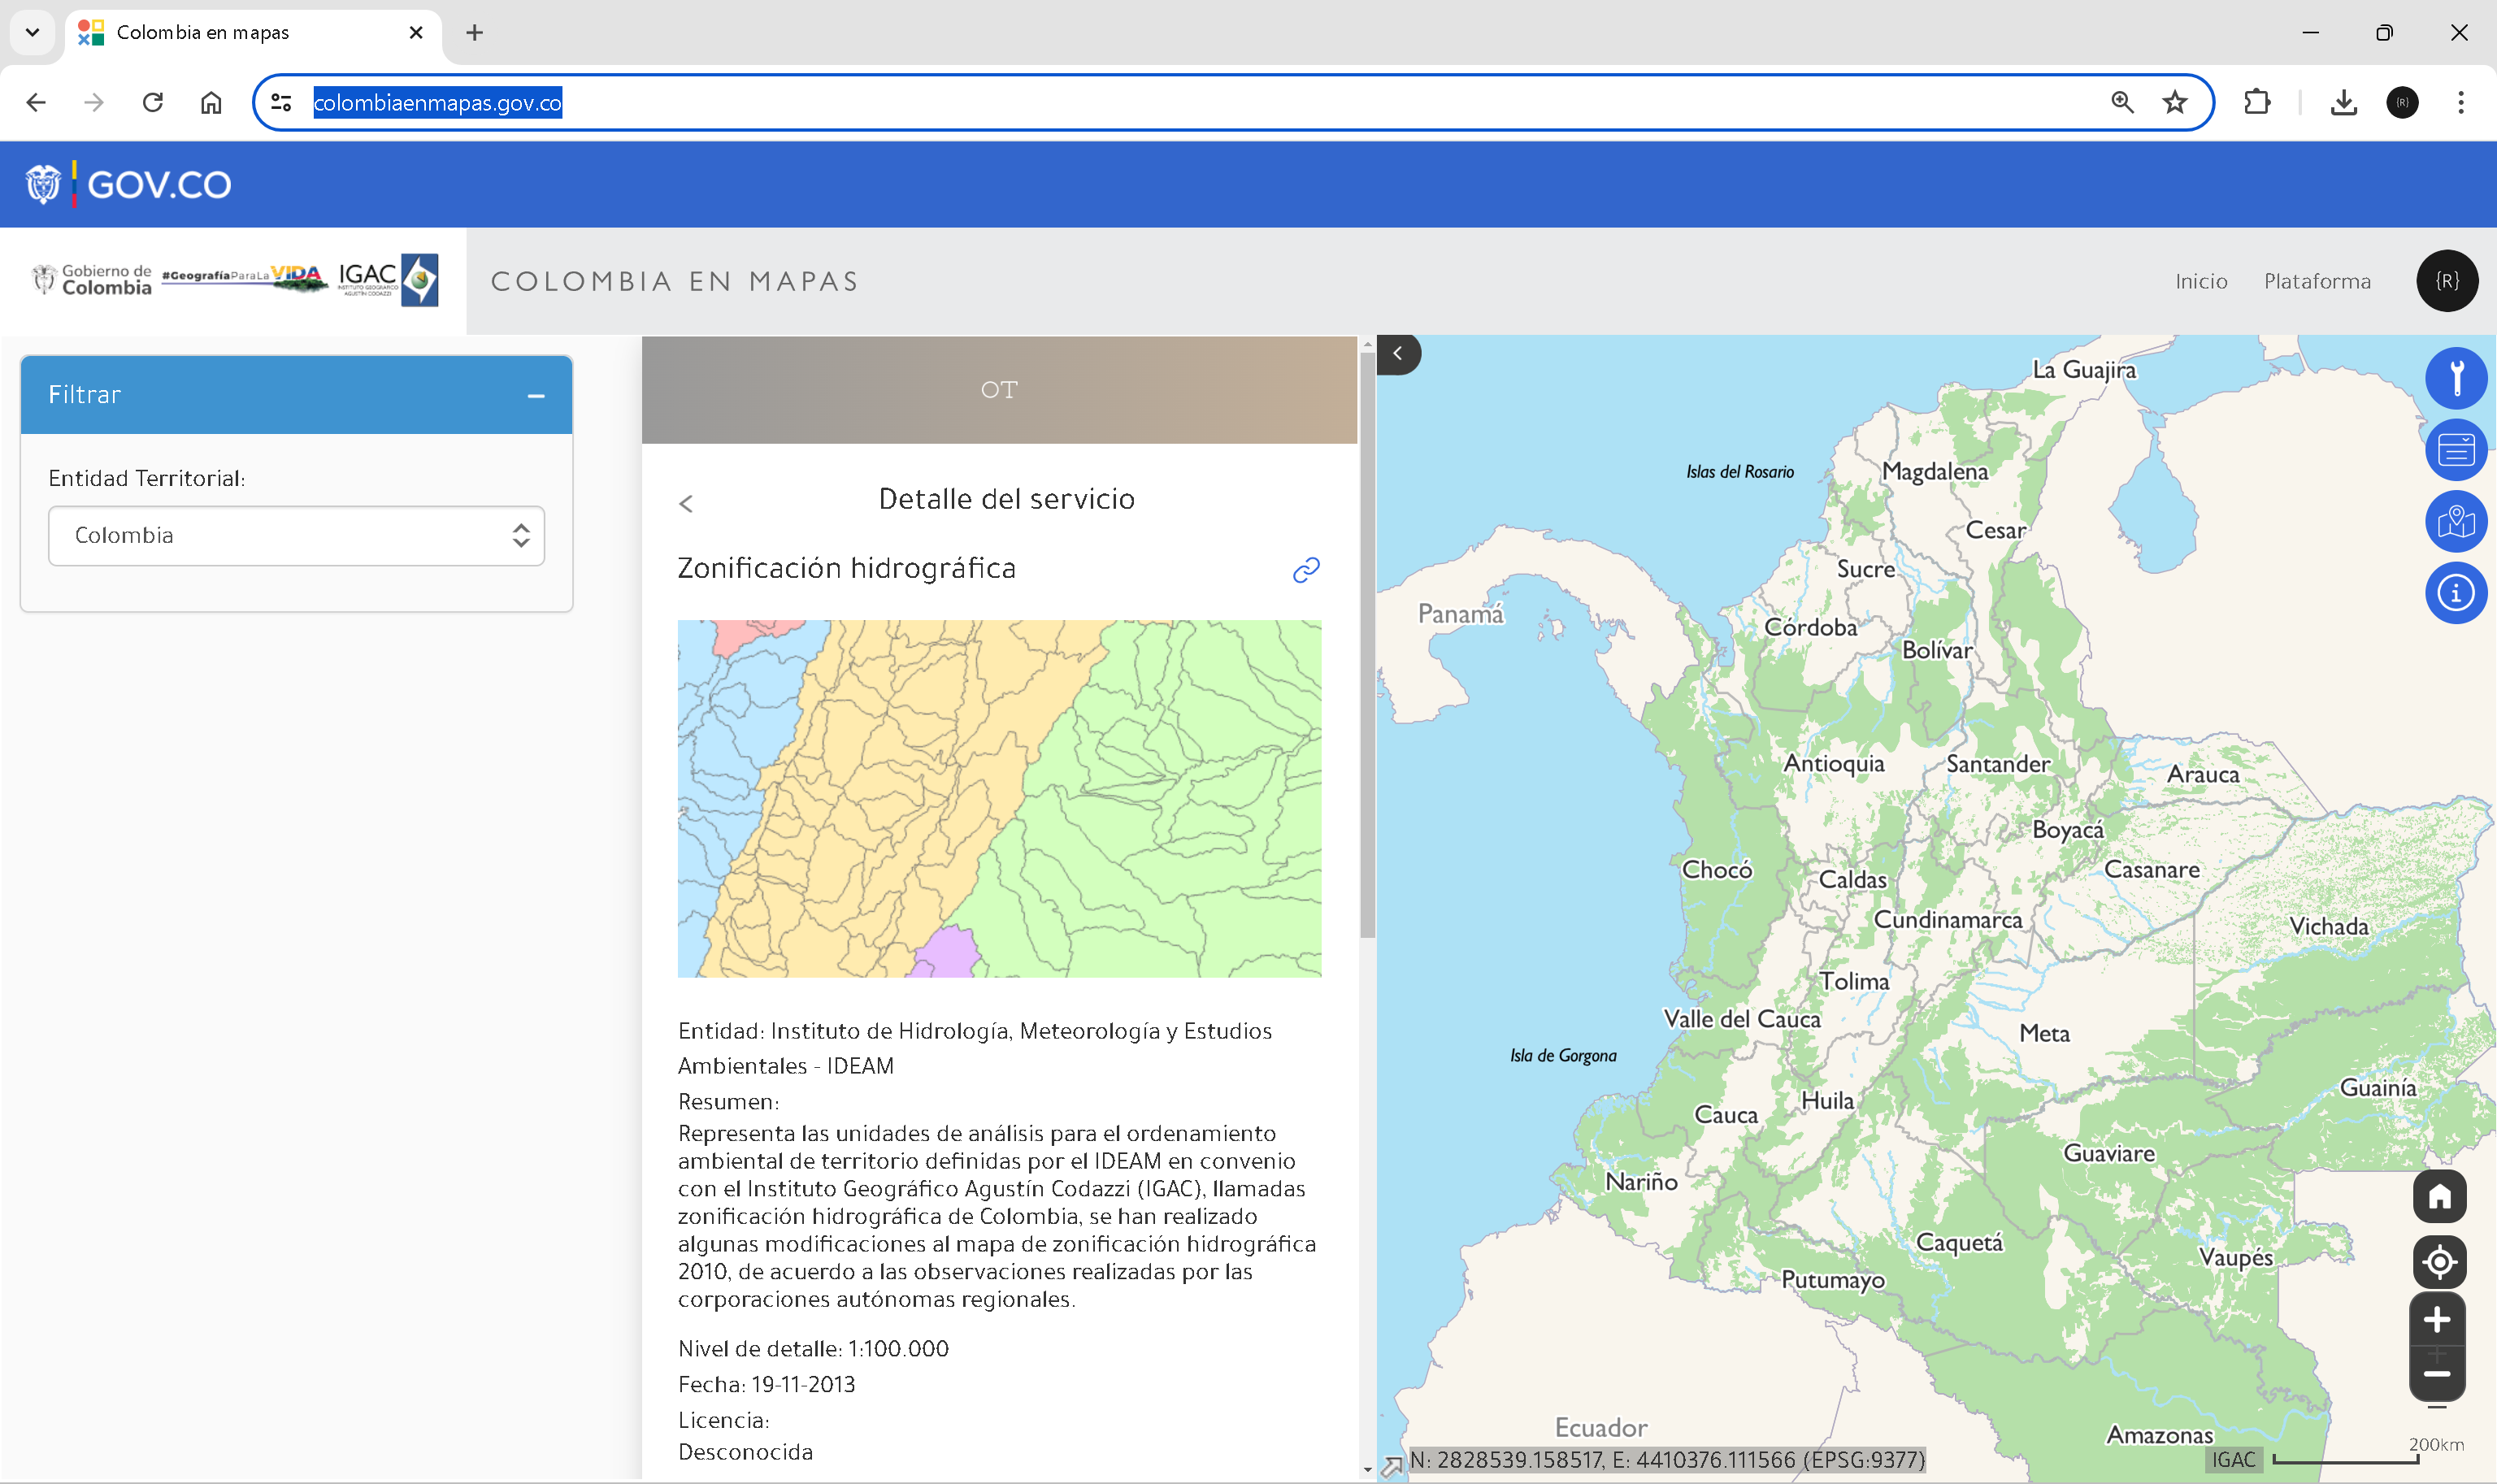 Colombia en mapas
colombiaenmapas.gov.co
{R}
GOV.CO
Gobierno de
Colombia
#GeografíaParaLa VIDA
IGAC
INSTITUTO GEOGRÁFICO
AGUSTÍN CODAZZI
COLOMBIA EN MAPAS
Inicio
Plataforma
{R}
Filtrar
Entidad Territorial:
Colombia
OT
Detalle del servicio
Zonificación hidrográfica
Entidad: Instituto de Hidrología, Meteorología y Estudios
Ambientales - IDEAM
Resumen:
Representa las unidades de análisis para el ordenamiento
ambiental de territorio definidas por el IDEAM en convenio
con el Instituto Geográfico Agustín Codazzi (IGAC), llamadas
zonificación hidrográfica de Colombia, se han realizado
algunas modificaciones al mapa de zonificación hidrográfica
2010, de acuerdo a las observaciones realizadas por las
corporaciones autónomas regionales.
Nivel de detalle: 1:100.000
Fecha: 19-11-2013
Licencia:
Desconocida
La Guajira
Islas del Rosario
Magdalena
Cesar
Sucre
Panamá
Córdoba
Bolívar
Antioquia
Santander
Arauca
Boyacá
Chocó
Caldas
Casanare
Cundinamarca
Vichada
Tolima
Valle del Cauca
Meta
Isla de Gorgona
Guainía
Cauca
Huila
Guaviare
Nariño
Caquetá
Vaupés
Putumayo
Ecuador
Amazonas
N: 2828539.158517, E: 4410376.111566 (EPSG:9377)
IGAC
200km